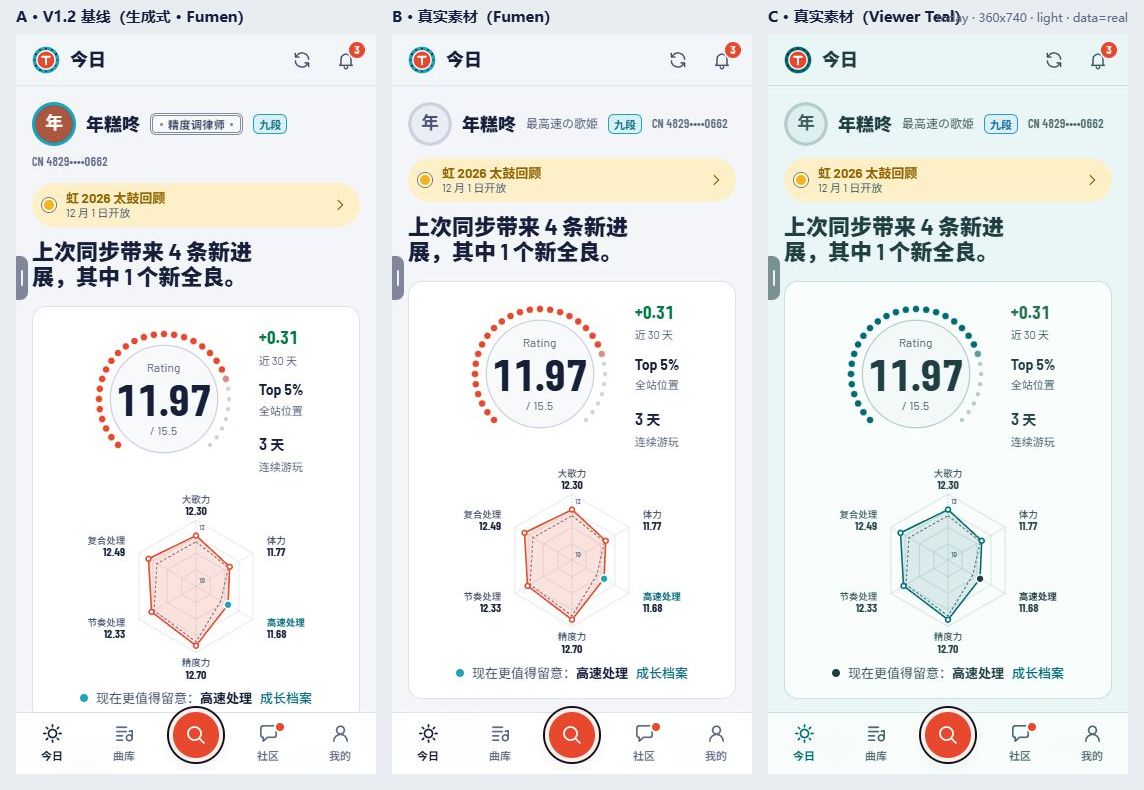 A • V1.2 基线（生成式 • Fumen）
今日
3
年
年糕咚
• 精度调律师 •
九段
CN 4829••••0662
虹 2026 太鼓回顾
12 月 1 日开放
上次同步带来 4 条新进
展，其中 1 个新全良。
Rating
11.97
/ 15.5
+0.31
近 30 天
Top 5%
全站位置
3 天
连续游玩
大歌力
12.30
13
10
复合处理
12.49
体力
11.77
节奏处理
12.33
高速处理
11.68
精度力
12.70
现在更值得留意：高速处理 成长档案
今日
曲库
社区
我的
B • 真实素材（Fumen）
今日
3
年
年糕咚
最高速の歌姫
九段
CN 4829••••0662
虹 2026 太鼓回顾
12 月 1 日开放
上次同步带来 4 条新进
展，其中 1 个新全良。
Rating
11.97
/ 15.5
+0.31
近 30 天
Top 5%
全站位置
3 天
连续游玩
大歌力
12.30
13
10
复合处理
12.49
体力
11.77
节奏处理
12.33
高速处理
11.68
精度力
12.70
现在更值得留意：高速处理 成长档案
今日
曲库
社区
我的
C • 真实素材（Viewer Teal）
today · 360x740 · light · data=real
今日
3
年
年糕咚
最高速の歌姫
九段
CN 4829••••0662
虹 2026 太鼓回顾
12 月 1 日开放
上次同步带来 4 条新进
展，其中 1 个新全良。
Rating
11.97
/ 15.5
+0.31
近 30 天
Top 5%
全站位置
3 天
连续游玩
大歌力
12.30
13
10
复合处理
12.49
体力
11.77
节奏处理
12.33
高速处理
11.68
精度力
12.70
现在更值得留意：高速处理 成长档案
今日
曲库
社区
我的